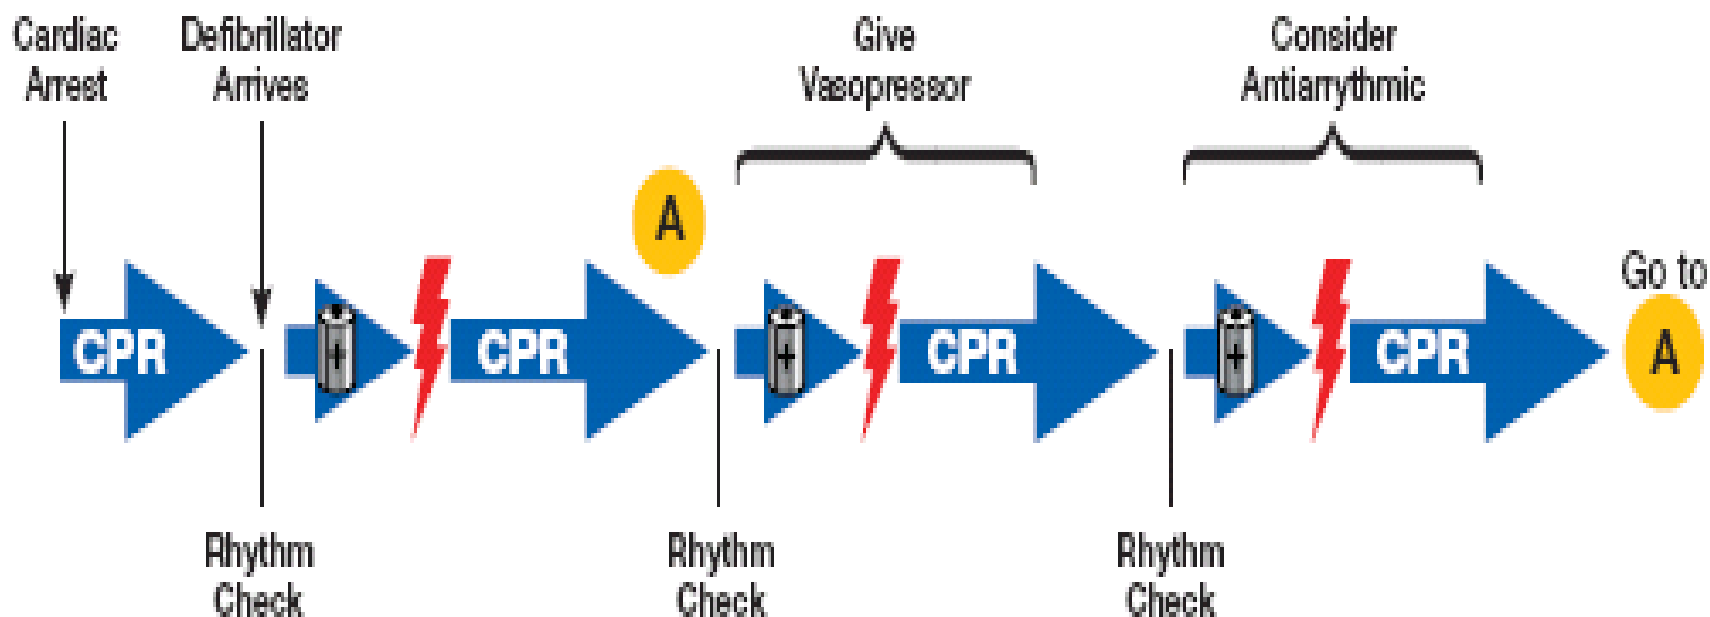 Cardiac
Arrest
Defibrillator
Arrives
Give
Vasopressor
Consider
Antiarrythmic
A
CPR
+
CPR
+
CPR
+
CPR
Go to
A
Rhythm
Check
Rhythm
Check
Rhythm
Check